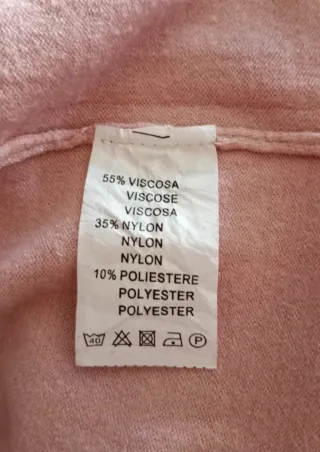 55% VISCOSA
VISCOSE
VISCOSA
35% NYLON
NYLON
NYLON
10% POLIESTERE
POLYESTER
POLYESTER
40 P